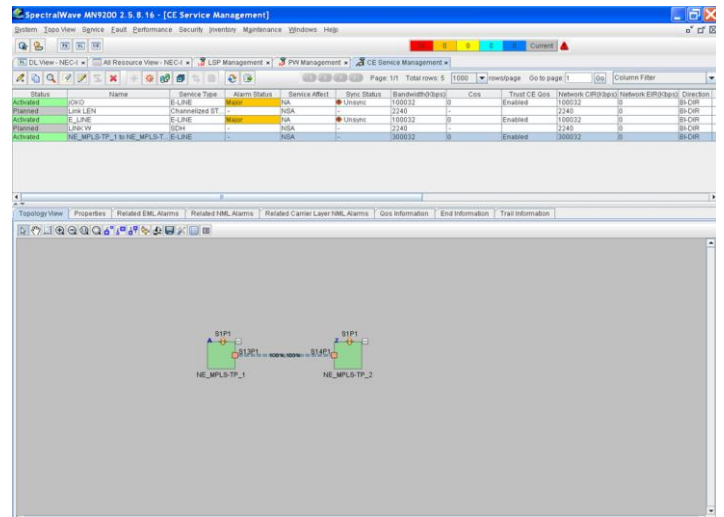 SpectralWave MN9200 2.5.8.16 - [CE Service Management]
System Topo View Service Fault Performance Security Inventory Maintenance Windows Help
Current
DL View - NEC-I All Resource View - NEC-I LSP Management PW Management CE Service Management
Page: 1/1 Total rows: 5 1000 rows/page Go to page: 1 Go Column Filter
Status Name Service Type Alarm Status Service Affect Sync Status Bandwidth(Kbps) Cos Trust CE Qos Network CIR(Kbps) Network EIR(Kbps) Direction
Activated jOKO E-LINE Major NA Unsync 100032 0 Enabled 100032 0 BI-DIR
Planned Link LEN Channelized ST... - NSA - 2240 - 2240 0 BI-DIR
Activated E_LINE E-LINE Major NA Unsync 100032 0 Enabled 100032 0 BI-DIR
Planned LINK W SDH - NSA - 2240 - 2240 0 BI-DIR
Activated NE_MPLS-TP_1 to NE_MPLS-T... E-LINE - NSA - 300032 0 Enabled 300032 0 BI-DIR
Topology View Properties Related EML Alarms Related NML Alarms Related Carrier Layer NML Alarms Qos Information End Information Trail Information
S1P1 S1P1
A Z
S13P1 100%;100% S14P1
NE_MPLS-TP_1 NE_MPLS-TP_2